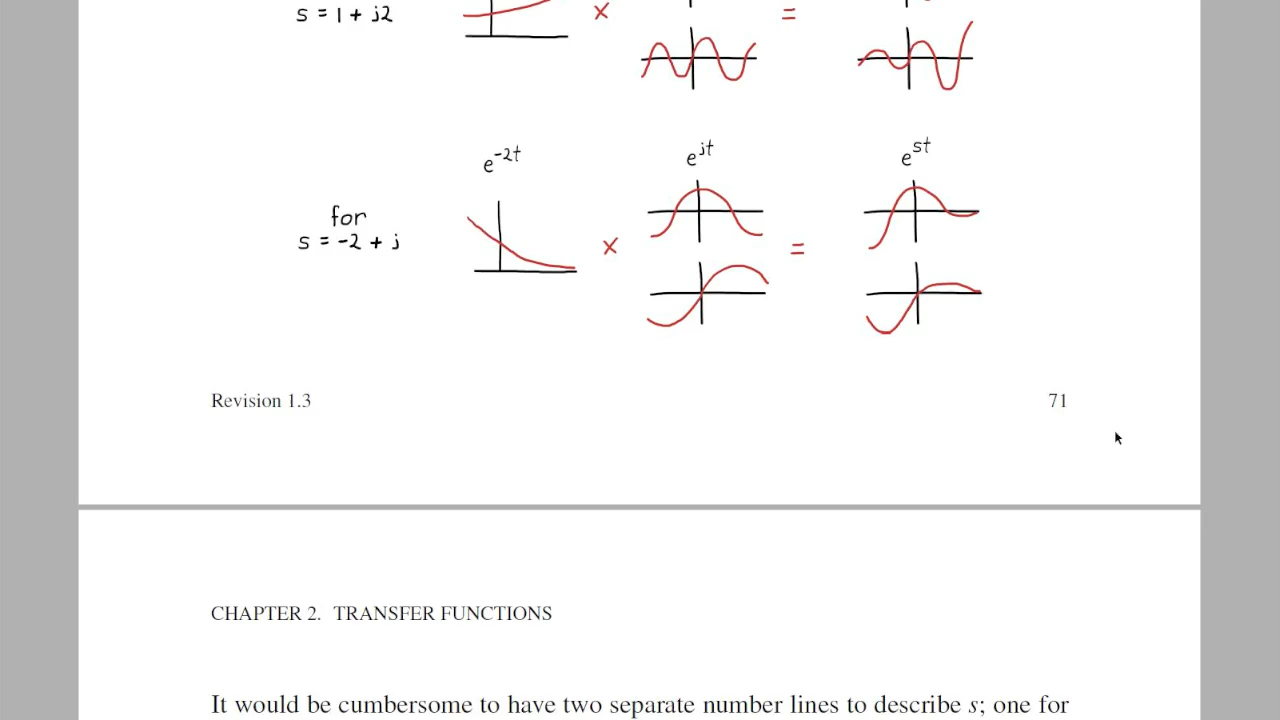 s = 1 + j2
x
=
e^-2t
e^jt
e^st
for
s = -2 + j
x
=
Revision 1.3
71
CHAPTER 2. TRANSFER FUNCTIONS
It would be cumbersome to have two separate number lines to describe s; one for